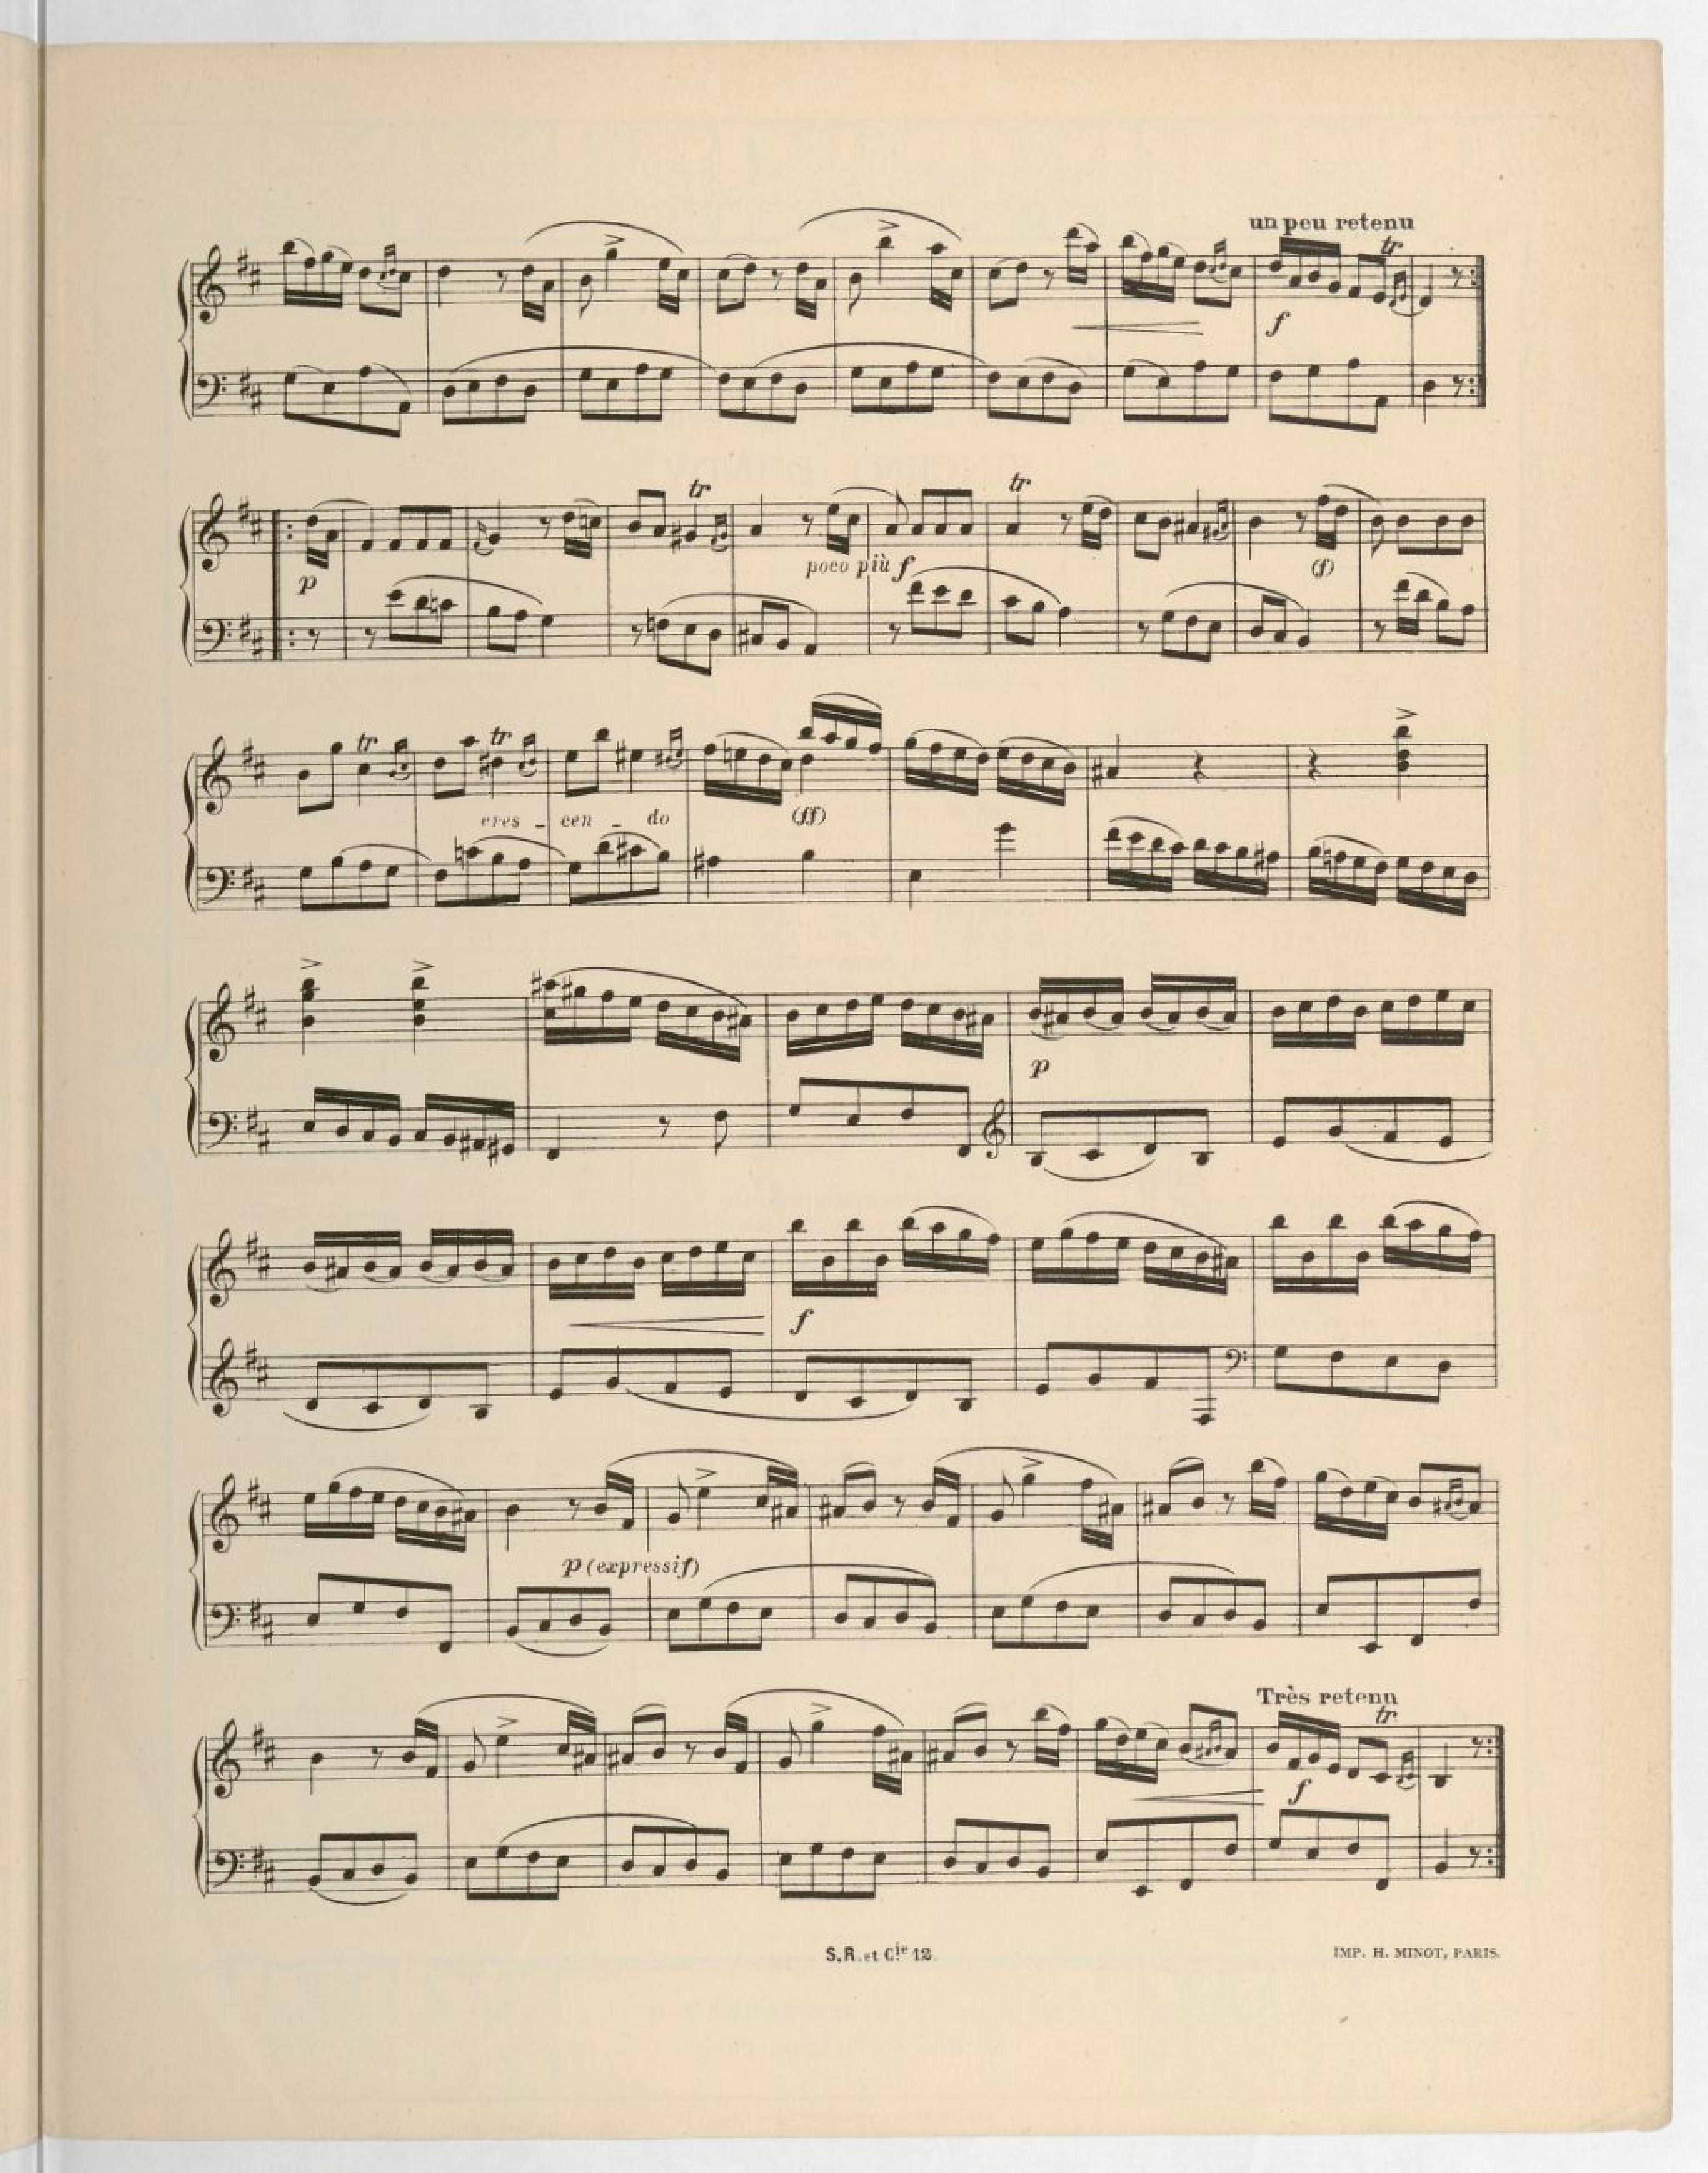 un peu retenu
tr
f
tr
tr
p
poco più f
(f)
tr
tr
cres - cen - do
(ff)
p
f
p (expressif)
Très retenu
tr
f
S.R. et Cie 12.
IMP. H. MINOT, PARIS.